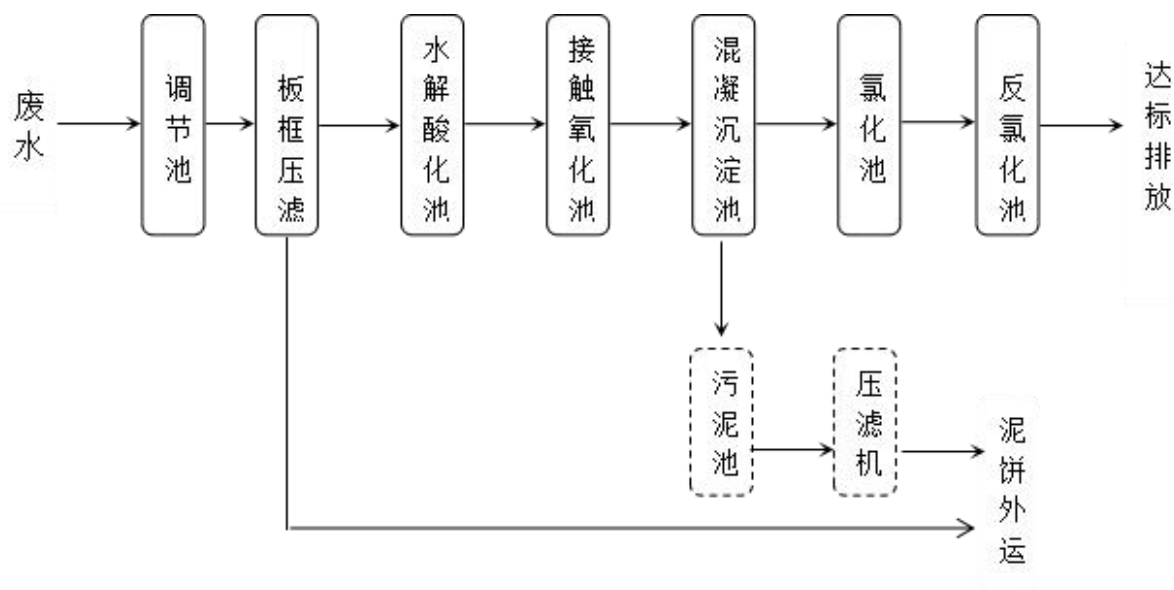 废水
调节池
板框压滤
水解酸化池
接触氧化池
混凝沉淀池
氯化池
反氯化池
达标排放
污泥池
压滤机
泥饼外运